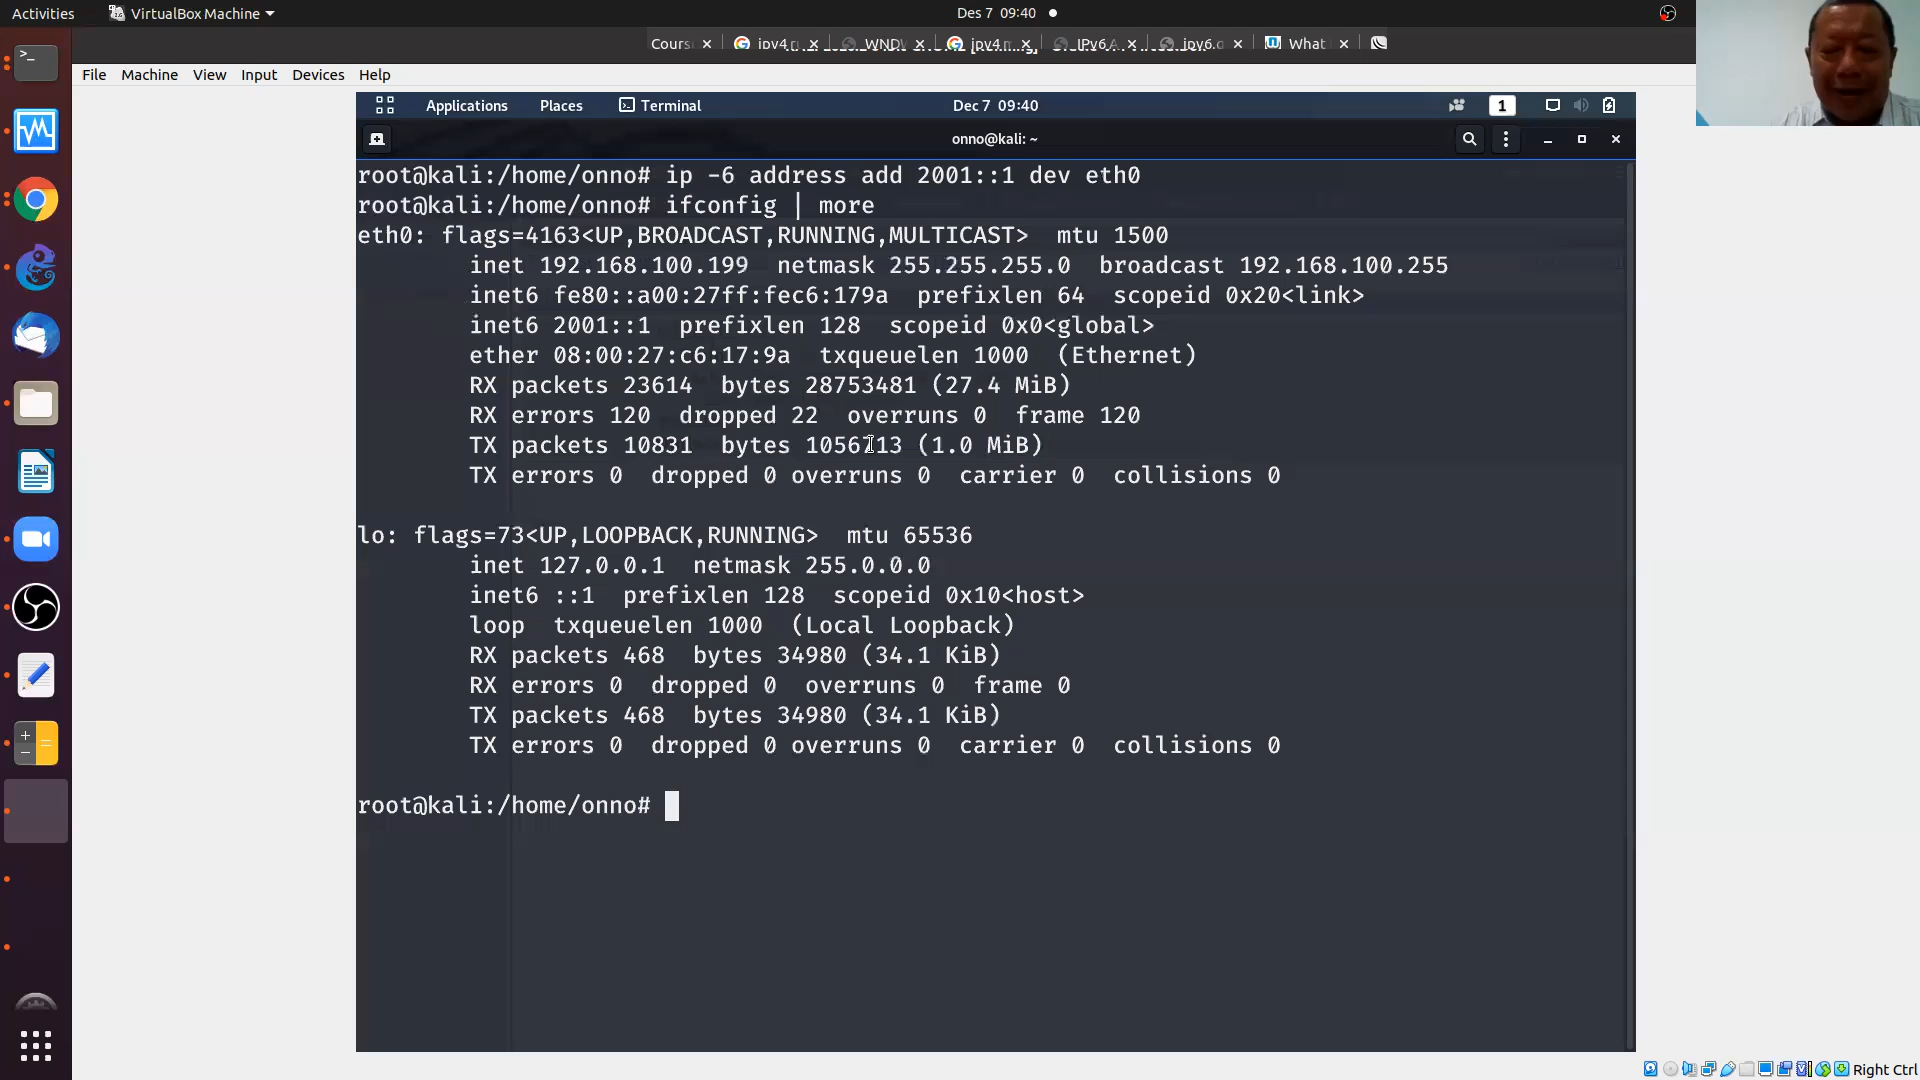 Activities
VirtualBox Machine
Des 7 09:40
Cours
ipv4
WNDW
ipv4
IPv6 A
ipv6.
What
File Machine View Input Devices Help
Applications Places Terminal
Dec 7 09:40
1
onno@kali: ~
root@kali:/home/onno# ip -6 address add 2001::1 dev eth0
root@kali:/home/onno# ifconfig | more
eth0: flags=4163<UP,BROADCAST,RUNNING,MULTICAST>  mtu 1500
inet 192.168.100.199  netmask 255.255.255.0  broadcast 192.168.100.255
inet6 fe80::a00:27ff:fec6:179a  prefixlen 64  scopeid 0x20<link>
inet6 2001::1  prefixlen 128  scopeid 0x0<global>
ether 08:00:27:c6:17:9a  txqueuelen 1000  (Ethernet)
RX packets 23614  bytes 28753481 (27.4 MiB)
RX errors 120  dropped 22  overruns 0  frame 120
TX packets 10831  bytes 1056713 (1.0 MiB)
TX errors 0  dropped 0 overruns 0  carrier 0  collisions 0
lo: flags=73<UP,LOOPBACK,RUNNING>  mtu 65536
inet 127.0.0.1  netmask 255.0.0.0
inet6 ::1  prefixlen 128  scopeid 0x10<host>
loop  txqueuelen 1000  (Local Loopback)
RX packets 468  bytes 34980 (34.1 KiB)
RX errors 0  dropped 0  overruns 0  frame 0
TX packets 468  bytes 34980 (34.1 KiB)
TX errors 0  dropped 0 overruns 0  carrier 0  collisions 0
root@kali:/home/onno#
Right Ctrl